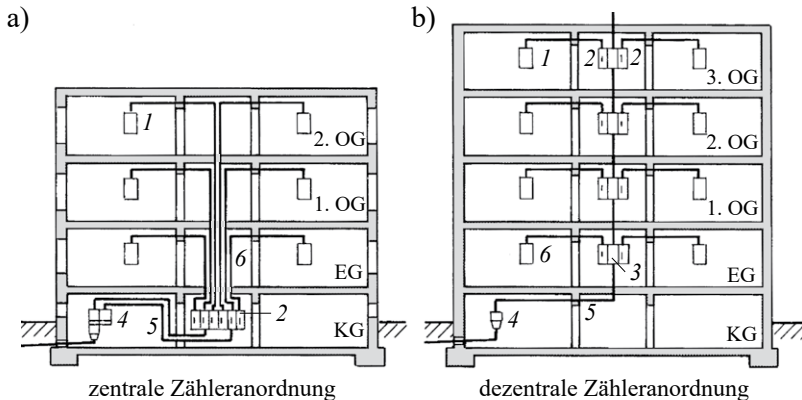 a)
1
2. OG
1. OG
6
EG
4
5
2
KG
zentrale Zähleranordnung
b)
1
2
2
3. OG
2. OG
1. OG
6
3
EG
4
5
KG
dezentrale Zähleranordnung